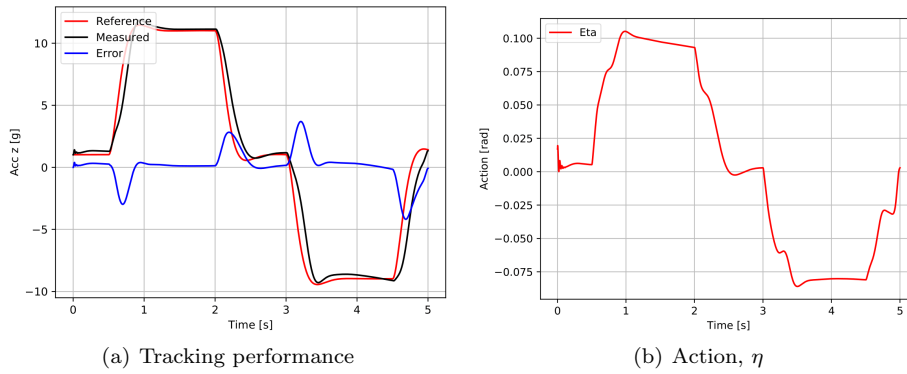 Reference
Measured
Error
10
5
0
−5
−10
Acc z [g]
0 1 2 3 4 5
Time [s]
(a) Tracking performance
Eta
0.100
0.075
0.050
0.025
0.000
−0.025
−0.050
−0.075
Action [rad]
0 1 2 3 4 5
Time [s]
(b) Action, η